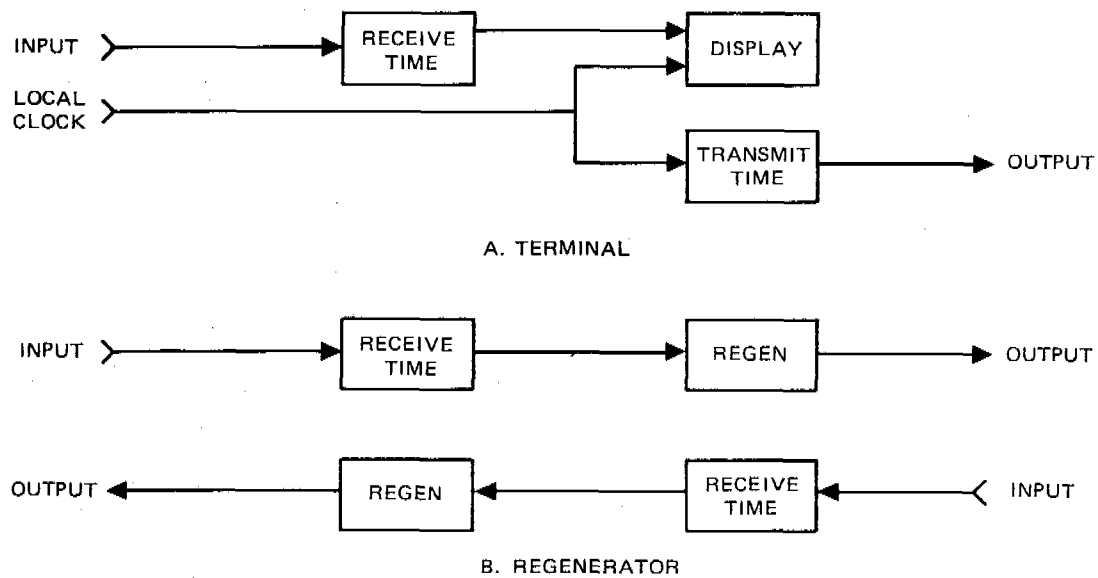 INPUT
RECEIVE
TIME
DISPLAY
LOCAL
CLOCK
TRANSMIT
TIME
OUTPUT
A. TERMINAL
INPUT
RECEIVE
TIME
REGEN
OUTPUT
OUTPUT
REGEN
RECEIVE
TIME
INPUT
B. REGENERATOR